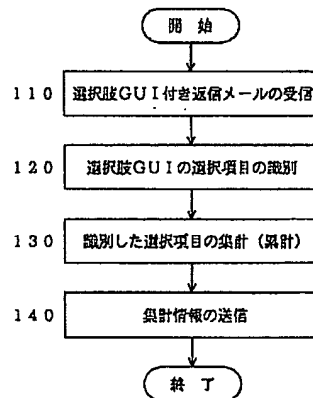 開 始
110 選択肢GUI付き返信メールの受信
120 選択肢GUIの選択項目の識別
130 識別した選択項目の集計（累計）
140 集計情報の送信
終 了